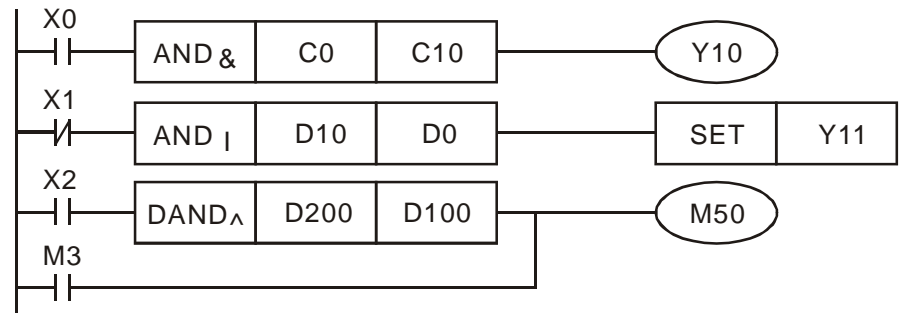 X0
AND & C0 C10 Y10
X1
AND | D10 D0 SET Y11
X2
DAND^ D200 D100 M50
M3